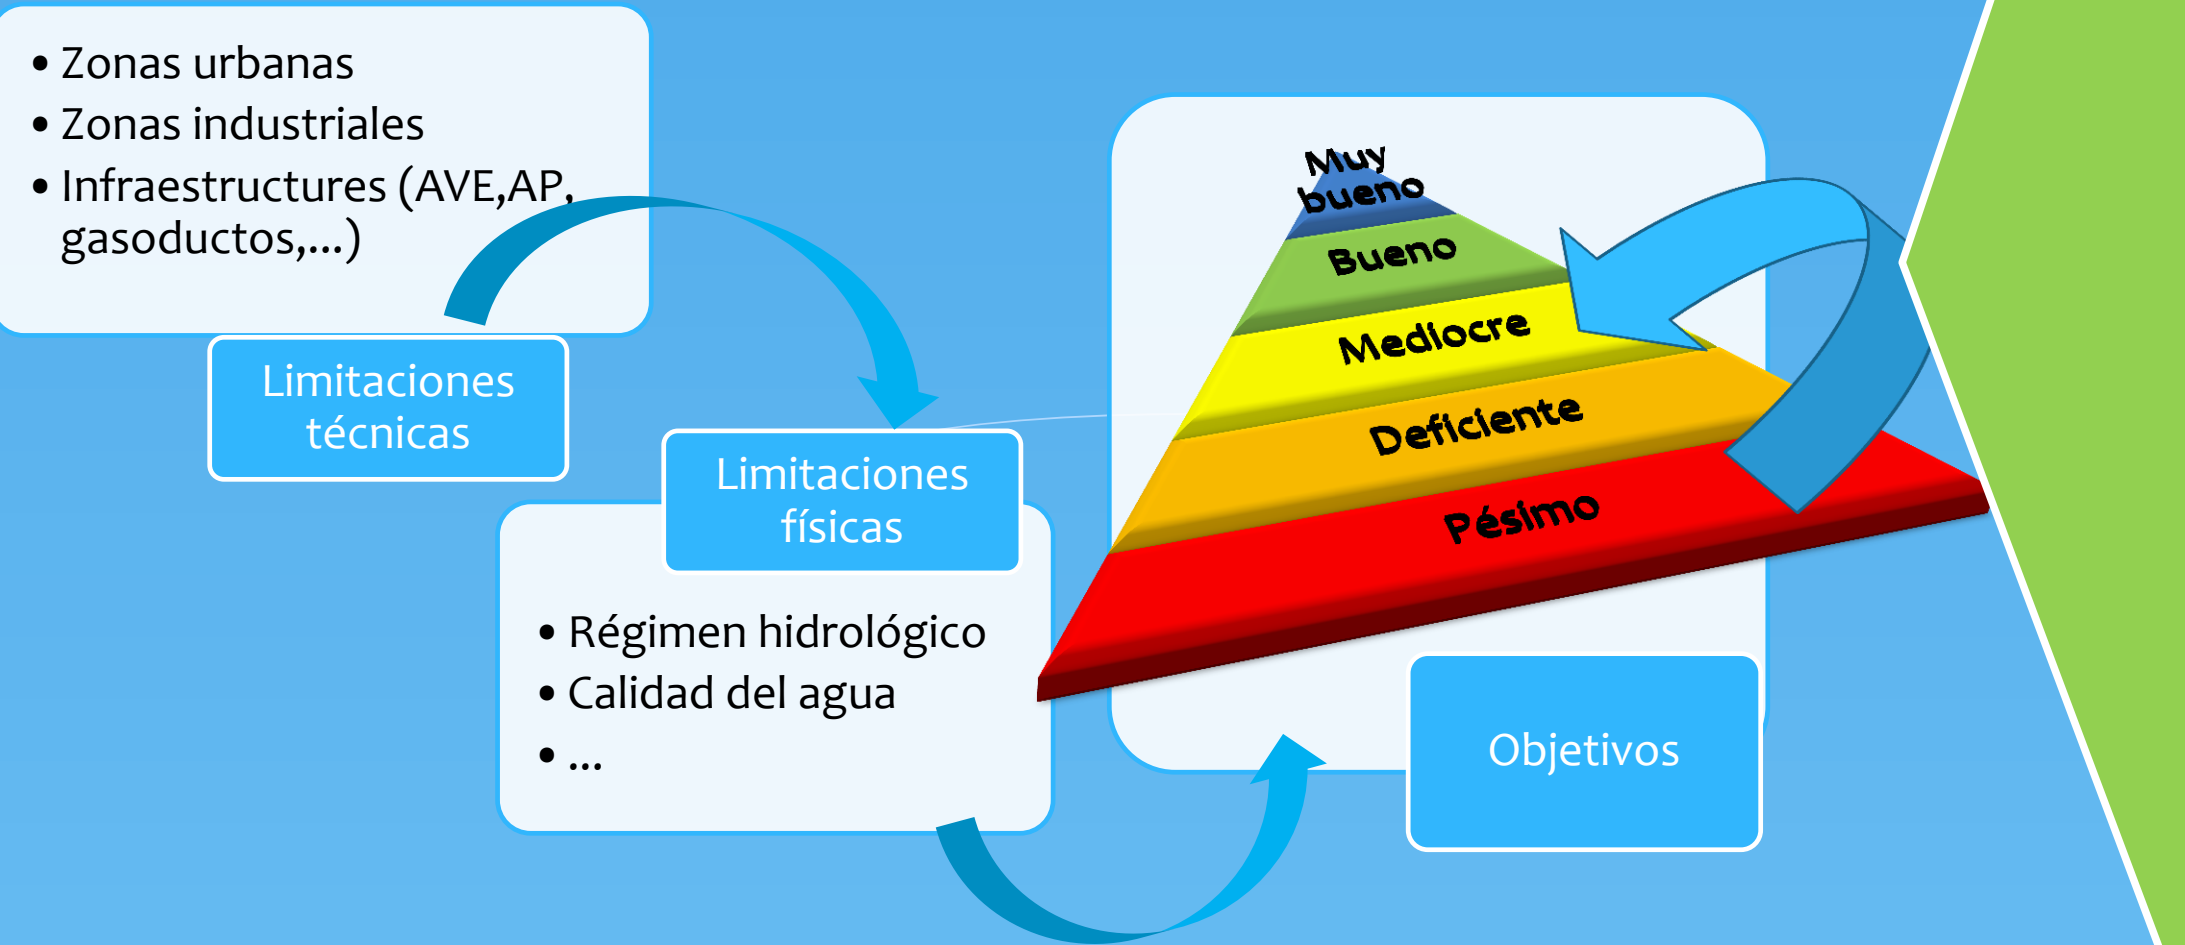 • Zonas urbanas
• Zonas industriales
• Infraestructures (AVE,AP,
gasoductos,...)
Limitaciones
técnicas
Limitaciones
físicas
• Régimen hidrológico
• Calidad del agua
• ...
Muy
bueno
Bueno
Mediocre
Deficiente
Pésimo
Objetivos